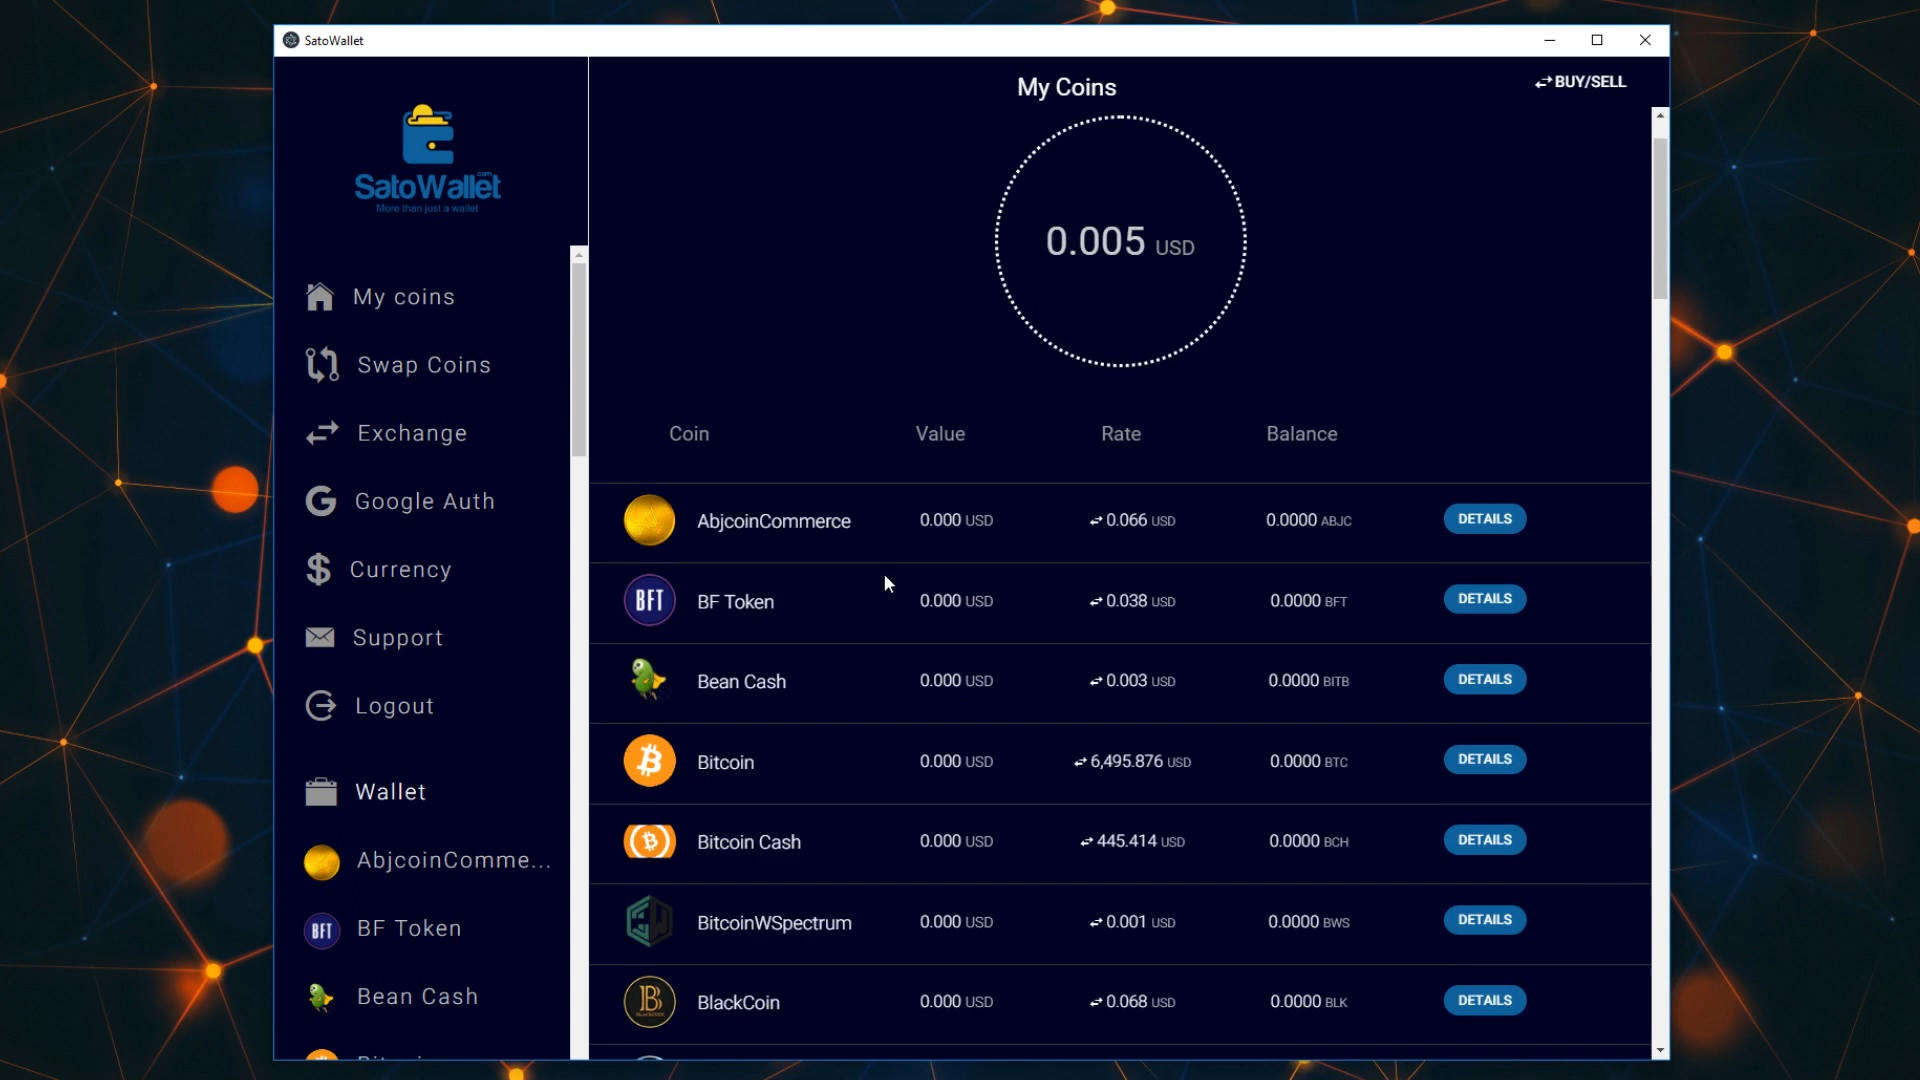 SatoWallet
My Coins
BUY/SELL
SatoWallet
.com
More than just a wallet
0.005 USD
My coins
Swap Coins
Exchange
Google Auth
Currency
Support
Logout
Wallet
AbjcoinComme...
BFT
BF Token
Bean Cash
Coin Value Rate Balance
AbjcoinCommerce 0.000 USD 0.066 USD 0.0000 ABJC DETAILS
BFT BF Token 0.000 USD 0.038 USD 0.0000 BFT DETAILS
Bean Cash 0.000 USD 0.003 USD 0.0000 BITB DETAILS
Bitcoin 0.000 USD 6,495.876 USD 0.0000 BTC DETAILS
Bitcoin Cash 0.000 USD 445.414 USD 0.0000 BCH DETAILS
BitcoinWSpectrum 0.000 USD 0.001 USD 0.0000 BWS DETAILS
BLACKCOIN BlackCoin 0.000 USD 0.068 USD 0.0000 BLK DETAILS